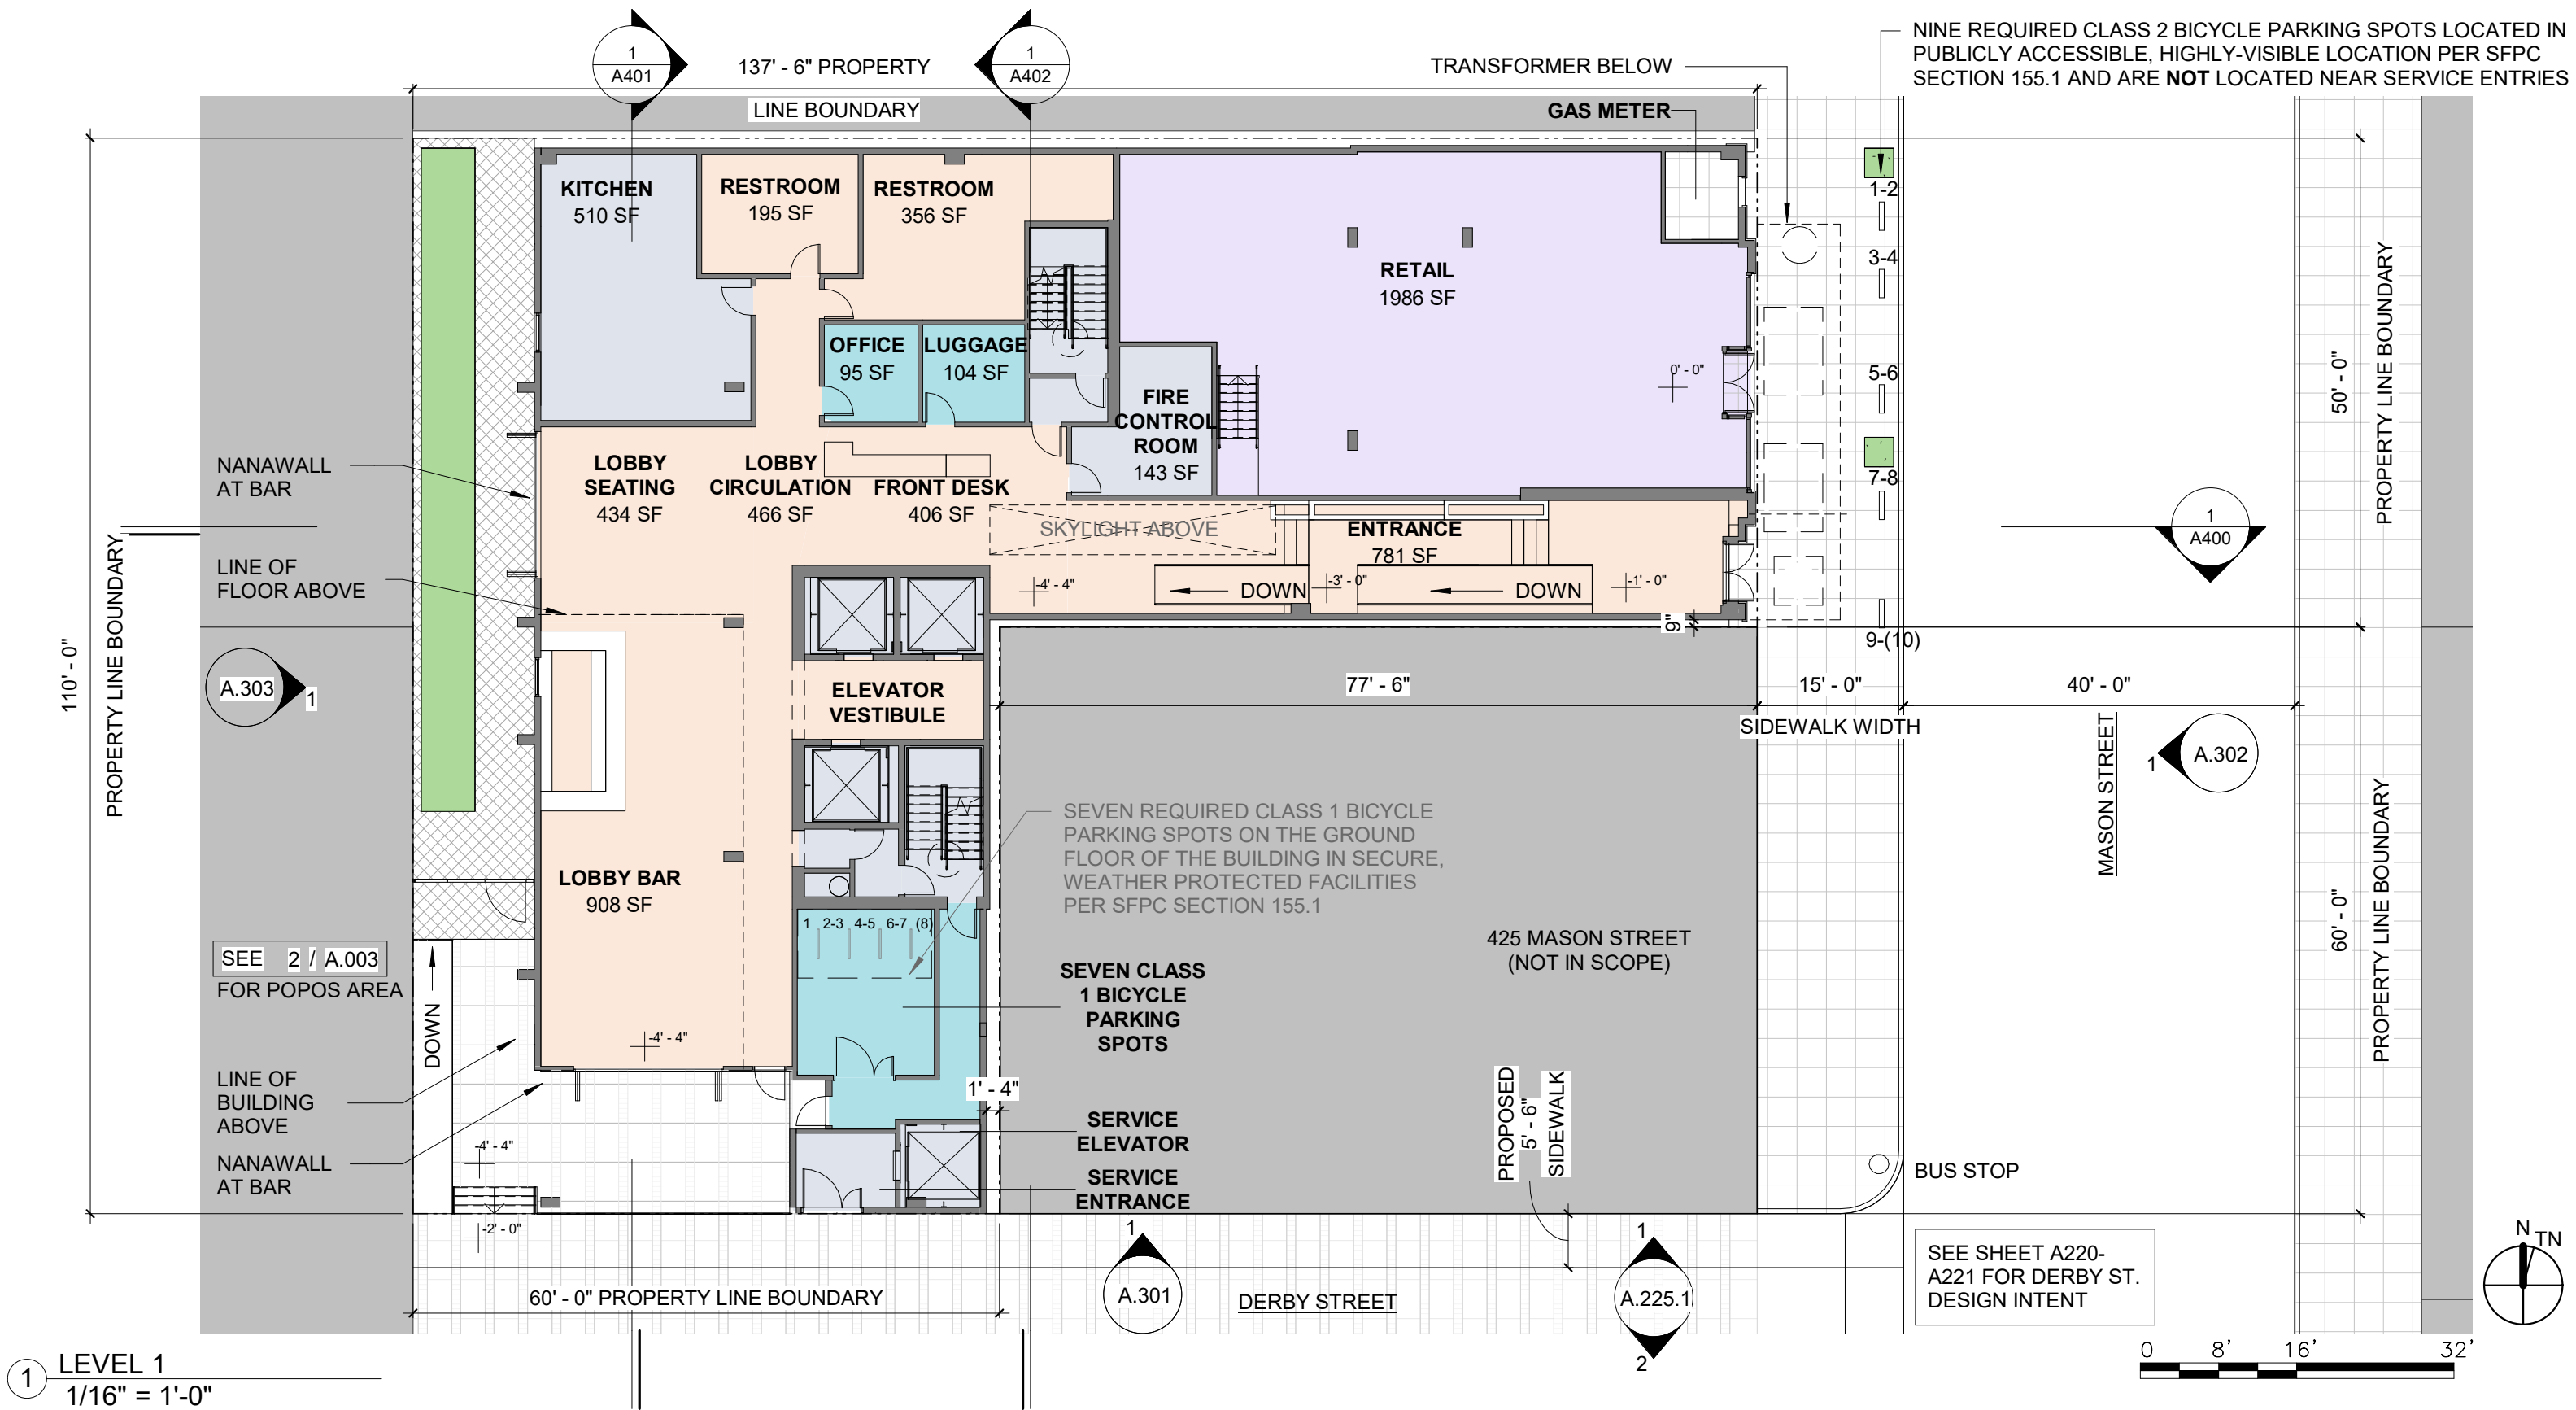 1
A401
137' - 6" PROPERTY
LINE BOUNDARY
1
A402
TRANSFORMER BELOW
GAS METER
NINE REQUIRED CLASS 2 BICYCLE PARKING SPOTS LOCATED IN
PUBLICLY ACCESSIBLE, HIGHLY-VISIBLE LOCATION PER SFPC
SECTION 155.1 AND ARE NOT LOCATED NEAR SERVICE ENTRIES
KITCHEN
510 SF
RESTROOM
195 SF
RESTROOM
356 SF
RETAIL
1986 SF
1-2
3-4
5-6
7-8
9-(10)
OFFICE
95 SF
LUGGAGE
104 SF
FIRE
CONTROL
ROOM
143 SF
0' - 0"
50' - 0"
PROPERTY LINE BOUNDARY
NANAWALL
AT BAR
LOBBY
SEATING
434 SF
LOBBY
CIRCULATION
466 SF
FRONT DESK
406 SF
SKYLIGHT ABOVE
ENTRANCE
781 SF
1
A400
LINE OF
FLOOR ABOVE
-4' - 4"
DOWN
-3' - 0"
DOWN
-1' - 0"
9"
110' - 0"
PROPERTY LINE BOUNDARY
A.303
1
ELEVATOR
VESTIBULE
77' - 6"
15' - 0"
40' - 0"
SIDEWALK WIDTH
MASON STREET
1
A.302
SEVEN REQUIRED CLASS 1 BICYCLE
PARKING SPOTS ON THE GROUND
FLOOR OF THE BUILDING IN SECURE,
WEATHER PROTECTED FACILITIES
PER SFPC SECTION 155.1
LOBBY BAR
908 SF
1
2-3
4-5
6-7
(8)
SEE 2 / A.003
FOR POPOS AREA
DOWN
SEVEN CLASS
1 BICYCLE
PARKING
SPOTS
425 MASON STREET
(NOT IN SCOPE)
60' - 0"
PROPERTY LINE BOUNDARY
-4' - 4"
LINE OF
BUILDING
ABOVE
1' - 4"
SERVICE
ELEVATOR
PROPOSED
5' - 6"
SIDEWALK
-4' - 4"
NANAWALL
AT BAR
SERVICE
ENTRANCE
BUS STOP
-2' - 0"
60' - 0" PROPERTY LINE BOUNDARY
1
A.301
DERBY STREET
1
A.225.1
2
SEE SHEET A220-
A221 FOR DERBY ST.
DESIGN INTENT
N
TN
0 8' 16' 32'
1
LEVEL 1
1/16" = 1'-0"